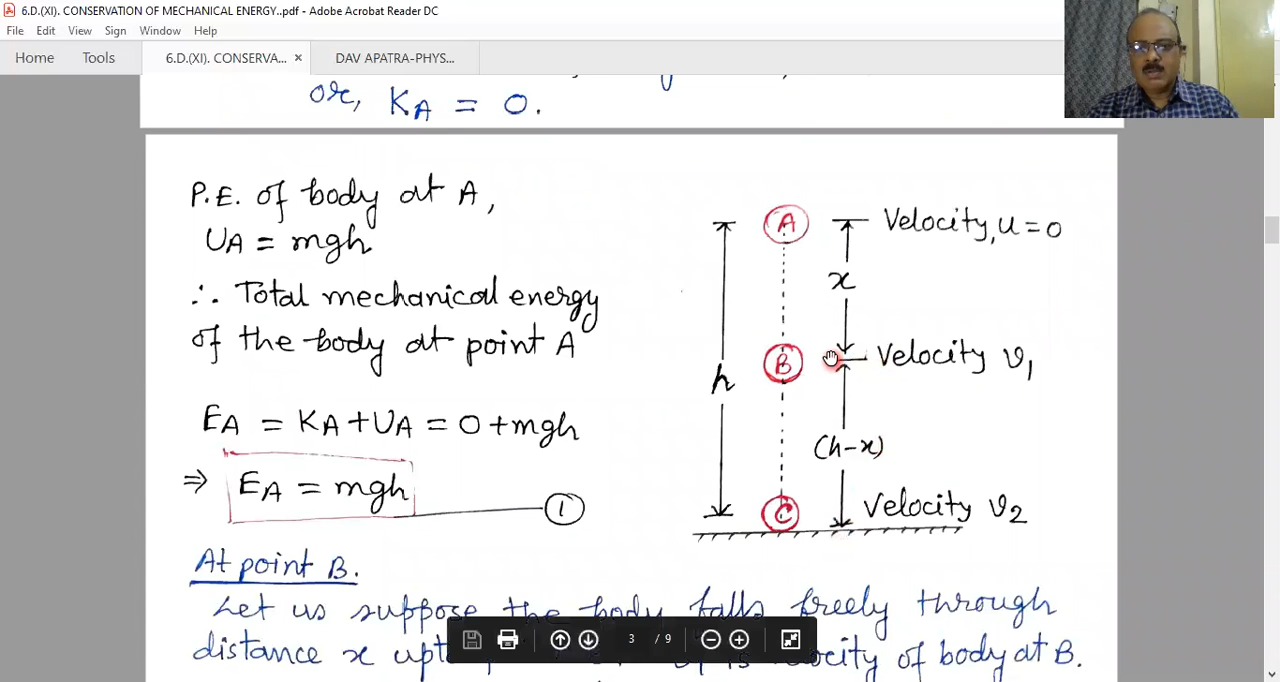 6.D.(XI). CONSERVATION OF MECHANICAL ENERGY..pdf - Adobe Acrobat Reader DC
File Edit View Sign Window Help
Home Tools 6.D.(XI). CONSERVA... × DAV APATRA-PHYS...
or, KA = 0.
P.E. of body at A,
UA = mgh
∴ Total mechanical energy
of the body at point A
EA = KA+UA = 0+mgh
⇒ EA = mgh 1
A Velocity, u=0
x
B Velocity v1
h
(h-x)
C Velocity v2
At point B.
Let us suppose the body falls freely through
distance x is velocity of body at B.
3 / 9